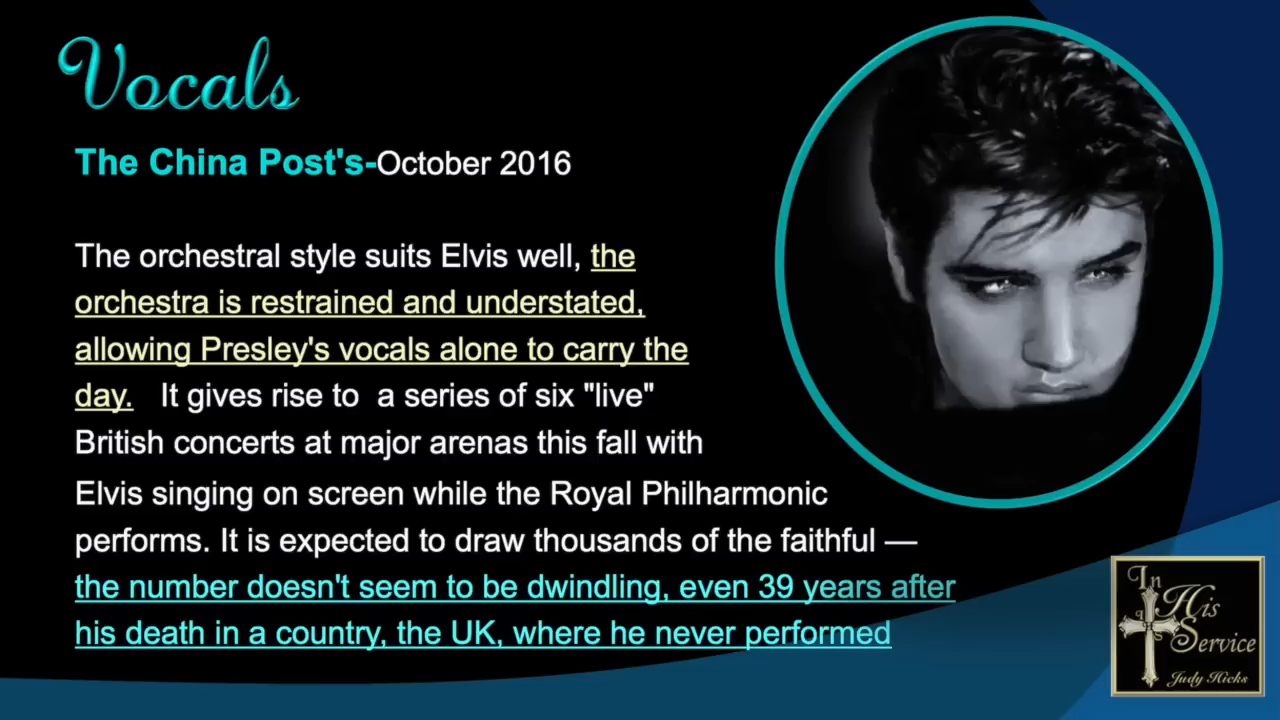 Vocals
The China Post's-October 2016
The orchestral style suits Elvis well, the
orchestra is restrained and understated,
allowing Presley's vocals alone to carry the
day.   It gives rise to  a series of six "live"
British concerts at major arenas this fall with
Elvis singing on screen while the Royal Philharmonic
performs. It is expected to draw thousands of the faithful —
the number doesn't seem to be dwindling, even 39 years after
his death in a country, the UK, where he never performed
In
His
Service
Judy Hicks